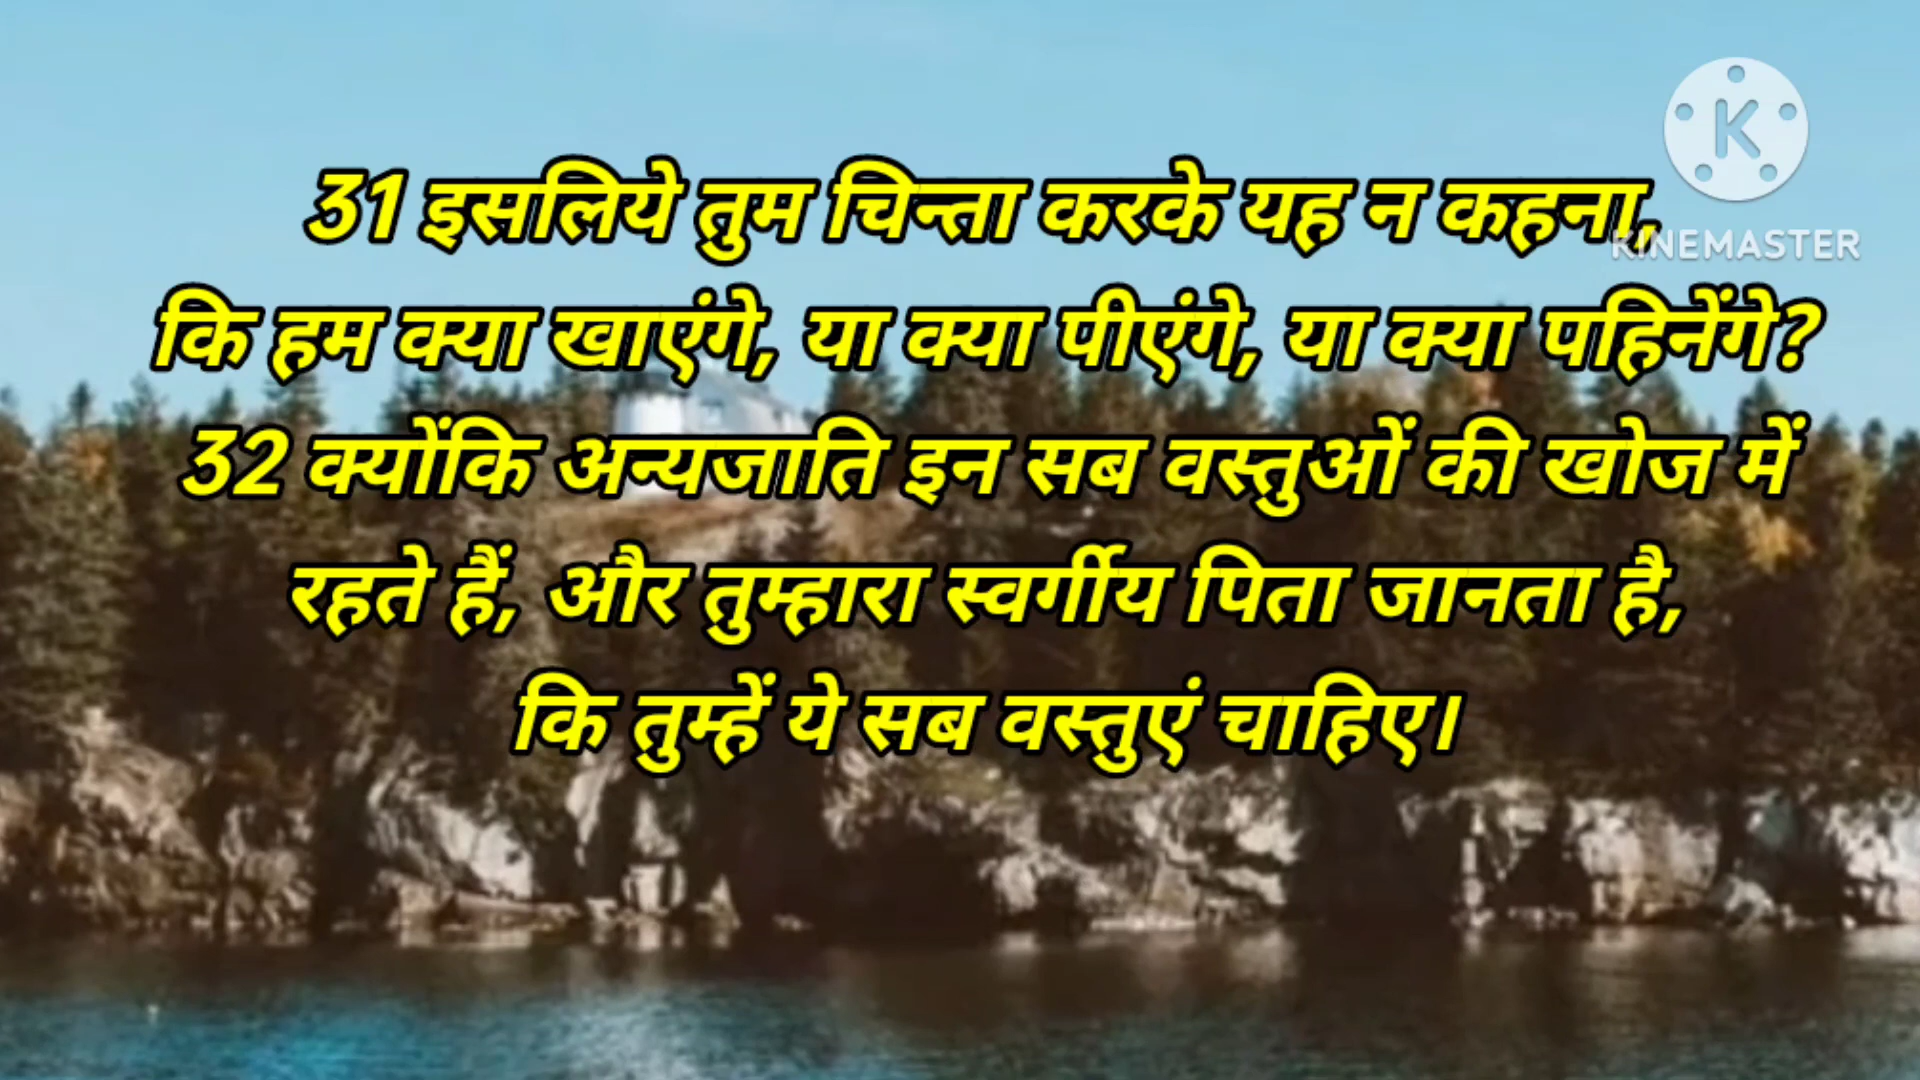 K
KINEMASTER
31 इसलिये तुम चिन्ता करके यह न कहना,
कि हम क्या खाएंगे, या क्या पीएंगे, या क्या पहिनेंगे?
32 क्योंकि अन्यजाति इन सब वस्तुओं की खोज में
रहते हैं, और तुम्हारा स्वर्गीय पिता जानता है,
कि तुम्हें ये सब वस्तुएं चाहिए।